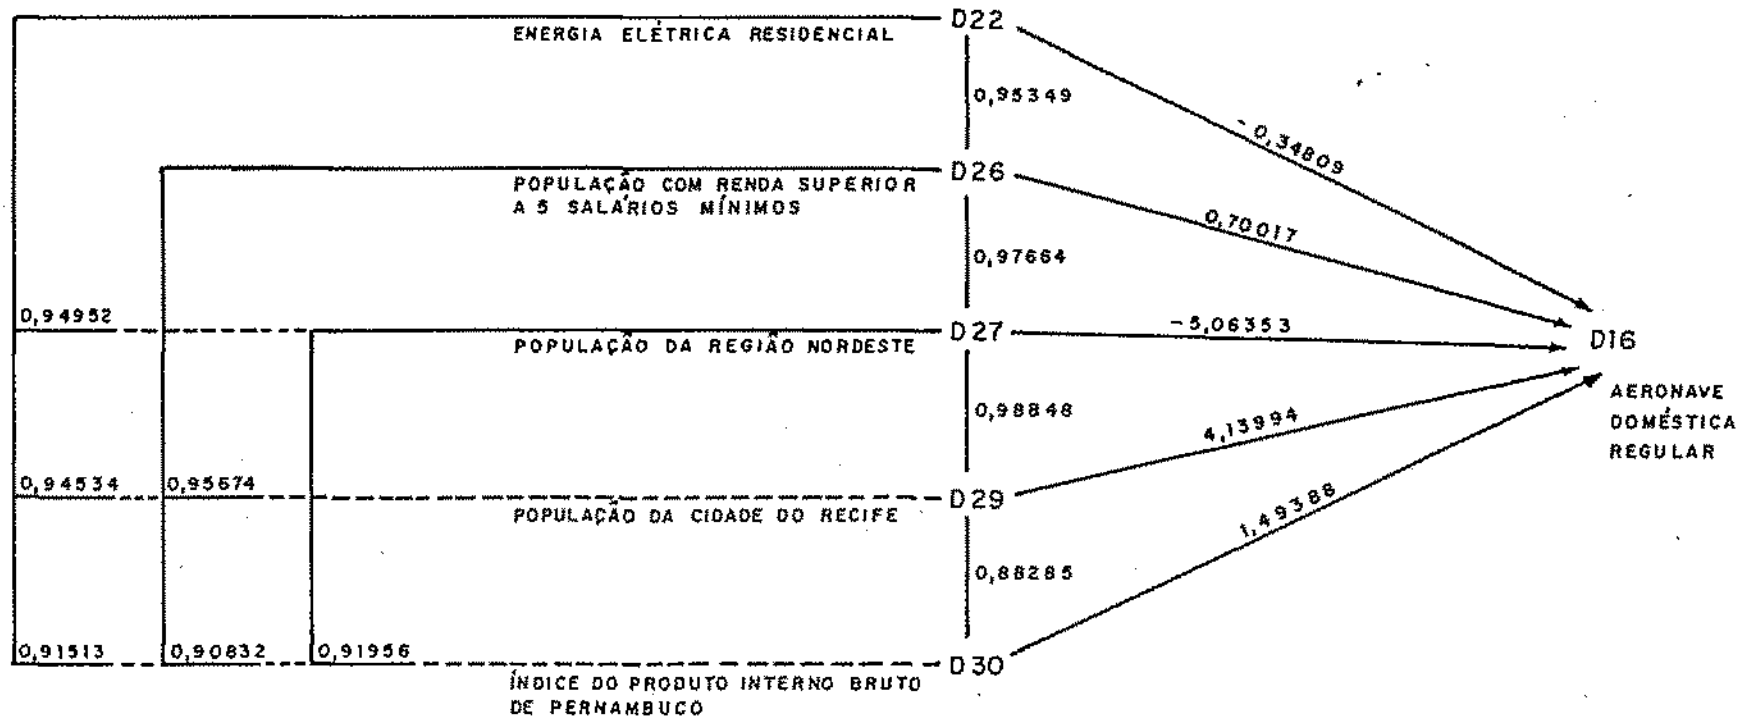 D22
ENERGIA ELÉTRICA RESIDENCIAL
0,95349
-0,34809
D26
POPULAÇÃO COM RENDA SUPERIOR
A 5 SALÁRIOS MÍNIMOS
0,70017
0,97664
0,94952
D27
-5,06353
POPULAÇÃO DA REGIÃO NORDESTE
D16
AERONAVE
DOMÉSTICA
REGULAR
0,98848
4,13994
0,94534
0,95674
D29
POPULAÇÃO DA CIDADE DO RECIFE
1,49388
0,88285
0,91513
0,90832
0,91956
D30
ÍNDICE DO PRODUTO INTERNO BRUTO
DE PERNAMBUCO